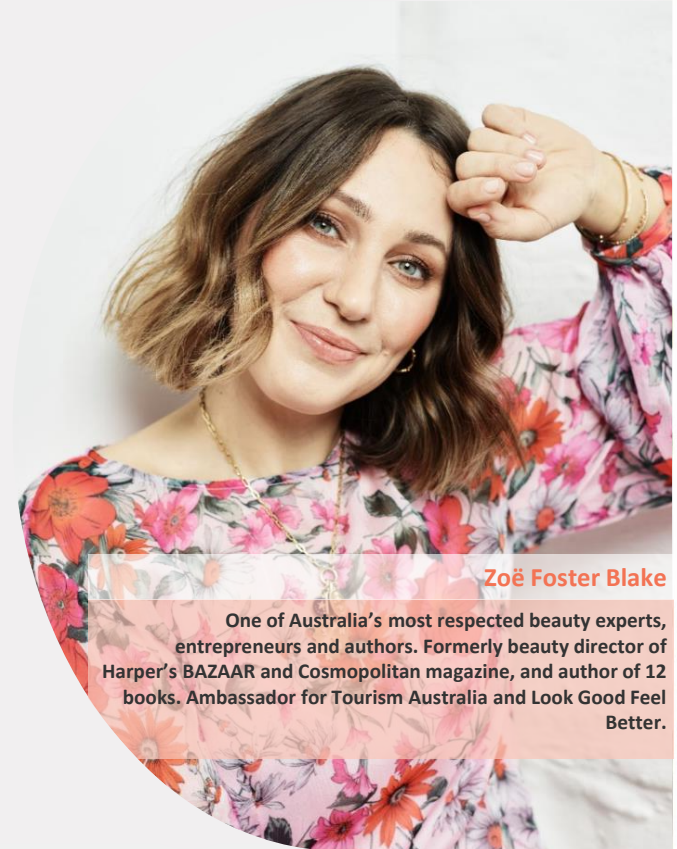 Zoë Foster Blake
One of Australia’s most respected beauty experts,
entrepreneurs and authors. Formerly beauty director of
Harper’s BAZAAR and Cosmopolitan magazine, and author of 12
books. Ambassador for Tourism Australia and Look Good Feel
Better.